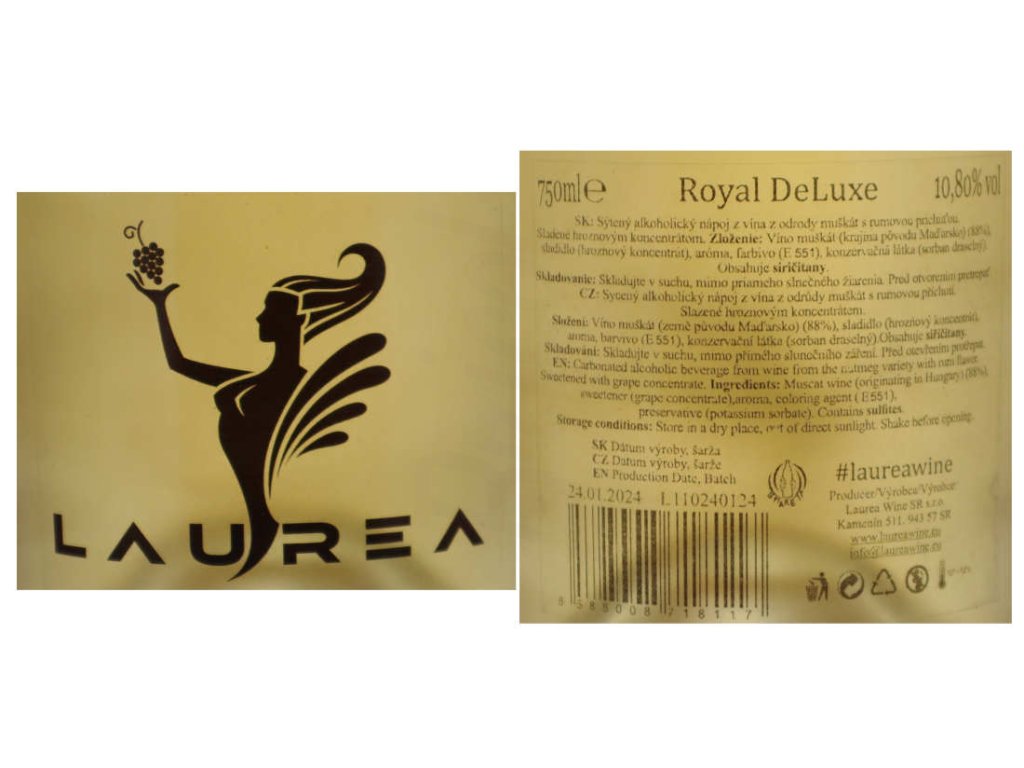 LAUREA
750ml e Royal DeLuxe 10,80% vol
SK: Sýtený alkoholický nápoj z vína z odrody muškát s rumovou príchuťou.
Sladené hroznovým koncentrátom. Zloženie: Víno muškát (krajina pôvodu Maďarsko) (88%),
sladidlo (hroznový koncentrát), aróma, farbivo (E 551), konzervačná látka (sorban draselný).
Obsahuje siričitany.
Skladovanie: Skladujte v suchu, mimo priameho slnečného žiarenia. Pred otvorením pretrepať
CZ: Sycený alkoholický nápoj z vína z odrůdy muškát s rumovou příchutí.
Slazené hroznovým koncentrátem.
Složení: Víno muškát (země původu Maďarsko) (88%), sladidlo (hrozňový koncentrát),
aroma, barvivo (E 551), konzervační látka (sorban draselný).Obsahuje siřičitany.
Skladování: Skladujte v suchu, mimo přímého slunečního záření. Před otevřením protřepat.
EN: Carbonated alcoholic beverage from wine from the nutmeg variety with rum flavor.
Sweetened with grape concentrate. Ingredients: Muscat wine (originating to Hungary) (88%),
sweetener (grape concentrate),aroma, coloring agent ( E551),
preservative (potassium sorbate). Contains sulfites.
Storage conditions: Store in a dry place, out of direct sunlight. Shake before opening.
SK Dátum výroby, šarža
CZ Datum výroby, šarže
EN Production Date, Batch
24.01.2024 L110240124
8 588008 718117
#laureawine
Producer/Výrobca/Výrobce
Laurea Wine SR s.r.o.
Kamenín 511. 943 57 SR
www.laureawine.eu
info@laureawine.eu